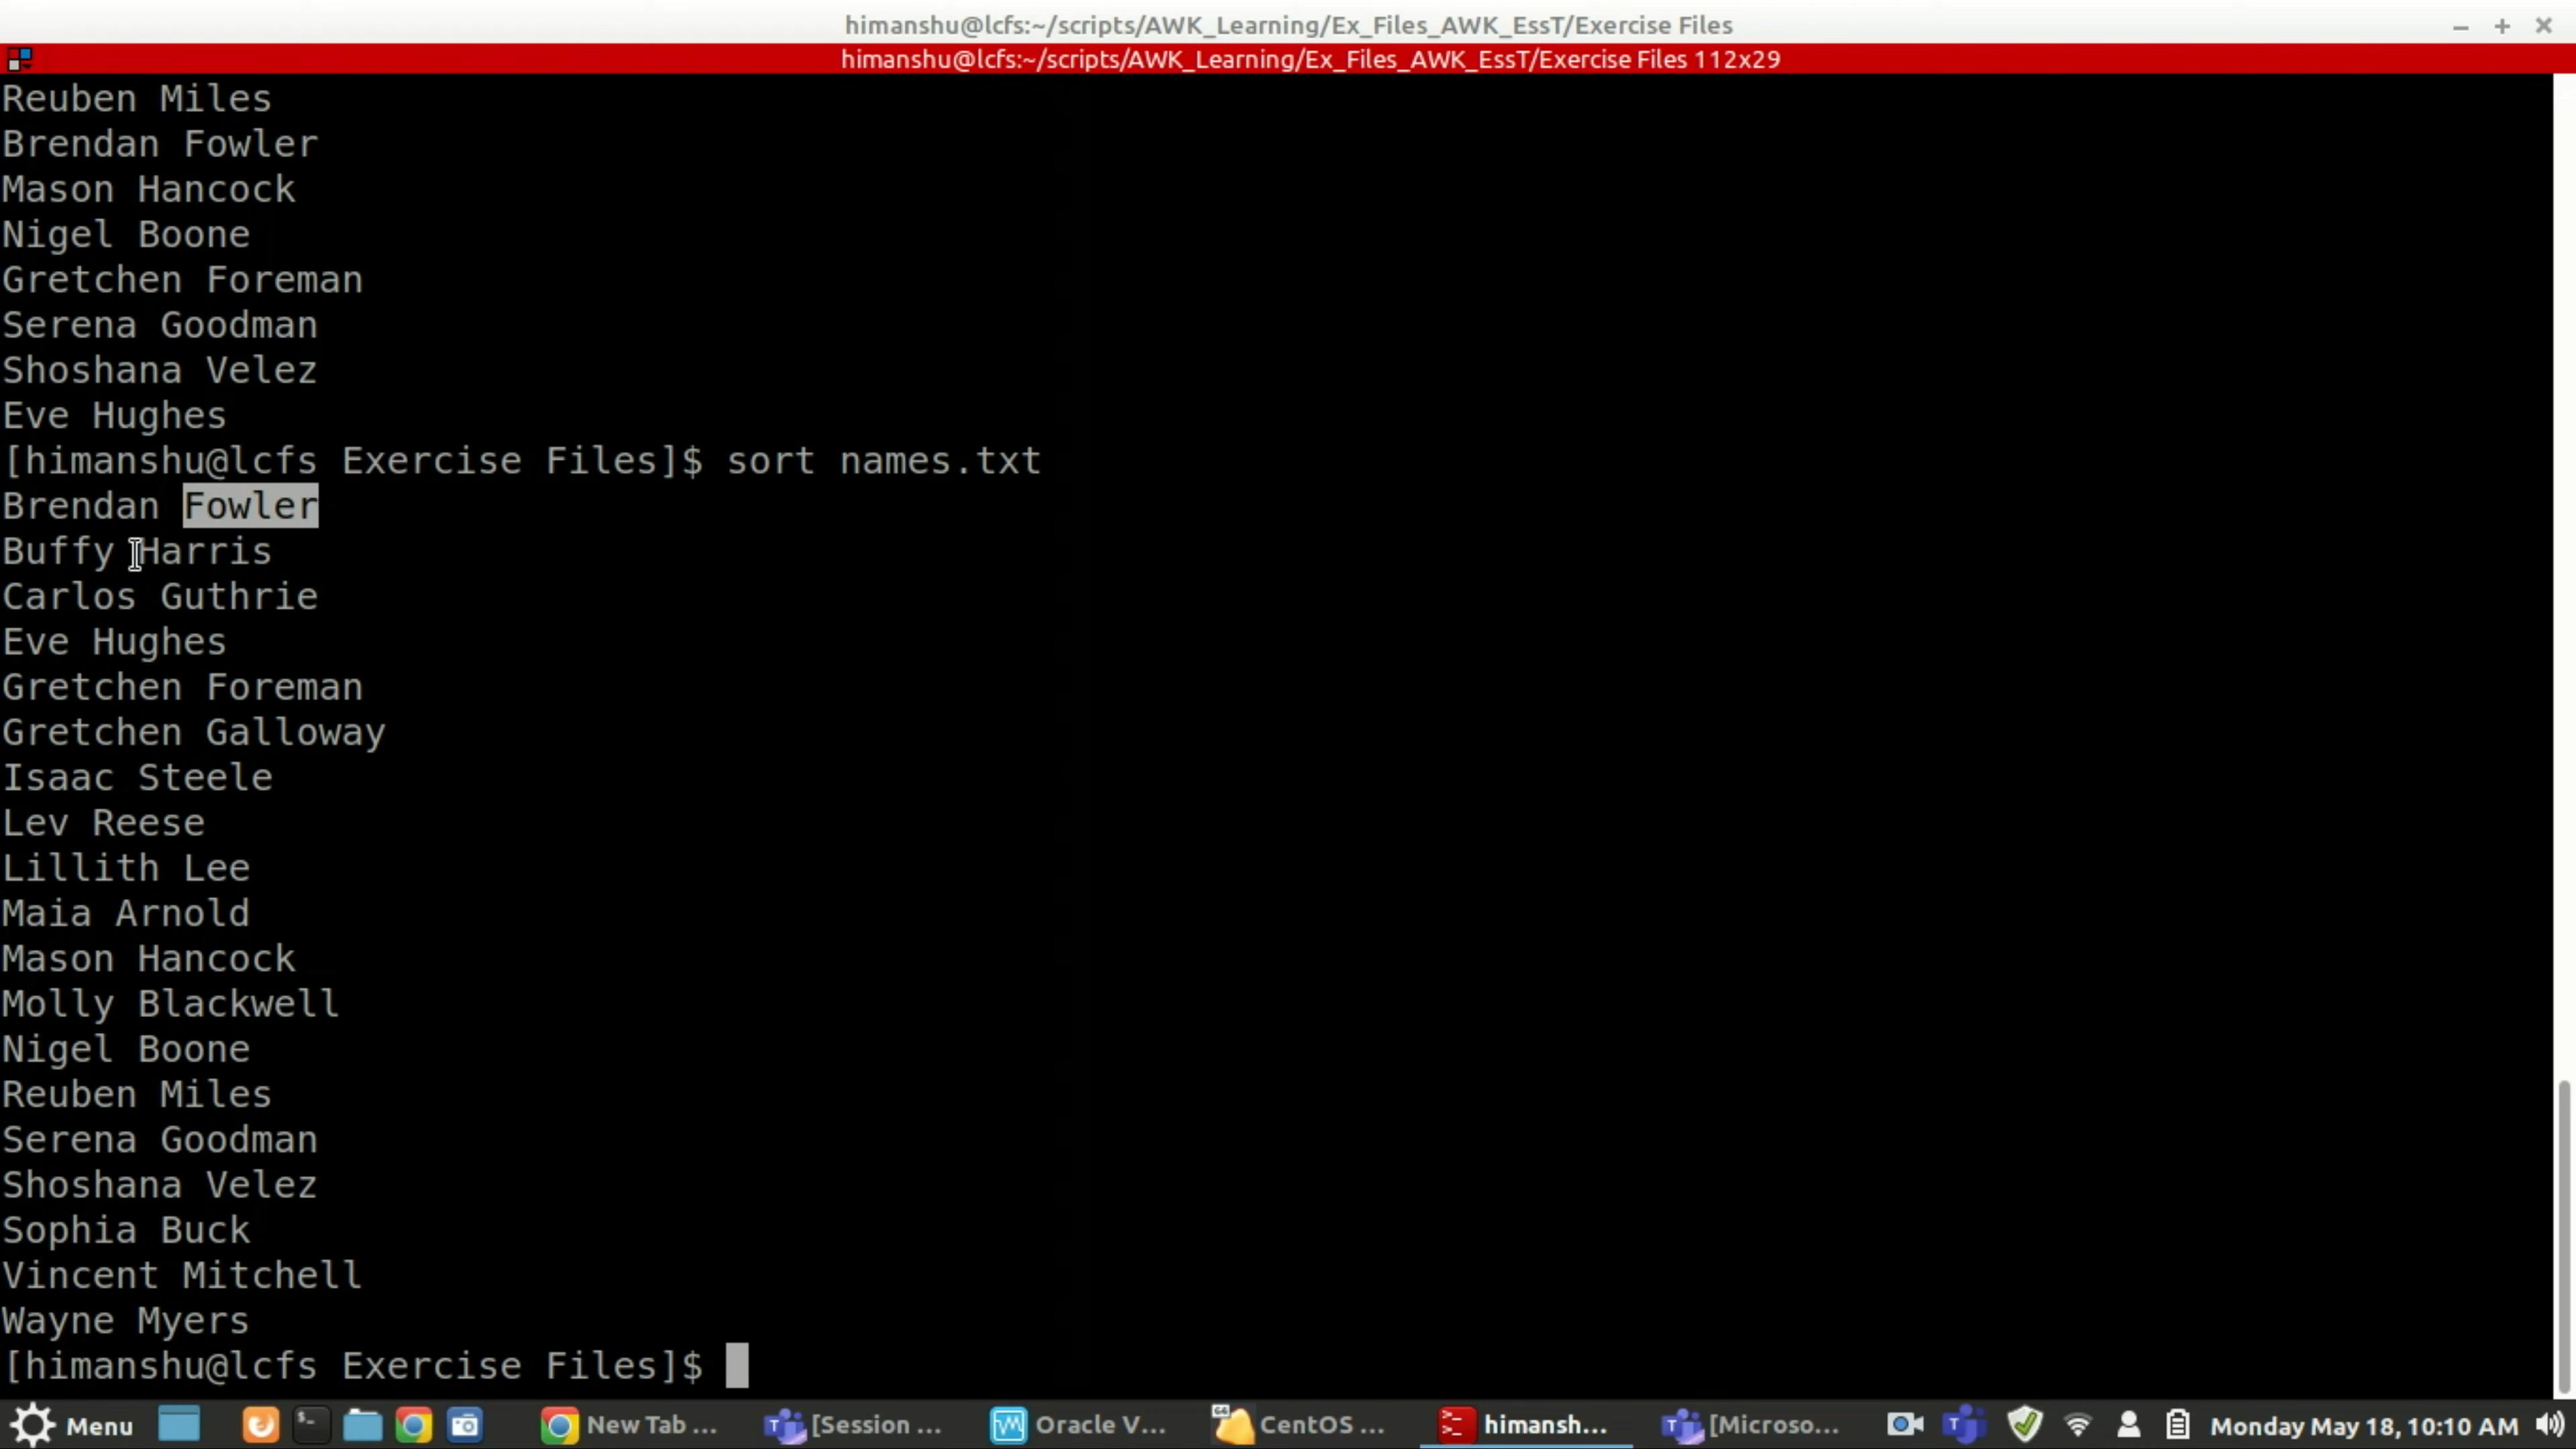 himanshu@lcfs:~/scripts/AWK_Learning/Ex_Files_AWK_EssT/Exercise Files
himanshu@lcfs:~/scripts/AWK_Learning/Ex_Files_AWK_EssT/Exercise Files 112x29
Reuben Miles
Brendan Fowler
Mason Hancock
Nigel Boone
Gretchen Foreman
Serena Goodman
Shoshana Velez
Eve Hughes
[himanshu@lcfs Exercise Files]$ sort names.txt
Brendan Fowler
Buffy Harris
Carlos Guthrie
Eve Hughes
Gretchen Foreman
Gretchen Galloway
Isaac Steele
Lev Reese
Lillith Lee
Maia Arnold
Mason Hancock
Molly Blackwell
Nigel Boone
Reuben Miles
Serena Goodman
Shoshana Velez
Sophia Buck
Vincent Mitchell
Wayne Myers
[himanshu@lcfs Exercise Files]$
Menu New Tab ... [Session ... Oracle V... CentOS ... himansh... [Microso... Monday May 18, 10:10 AM